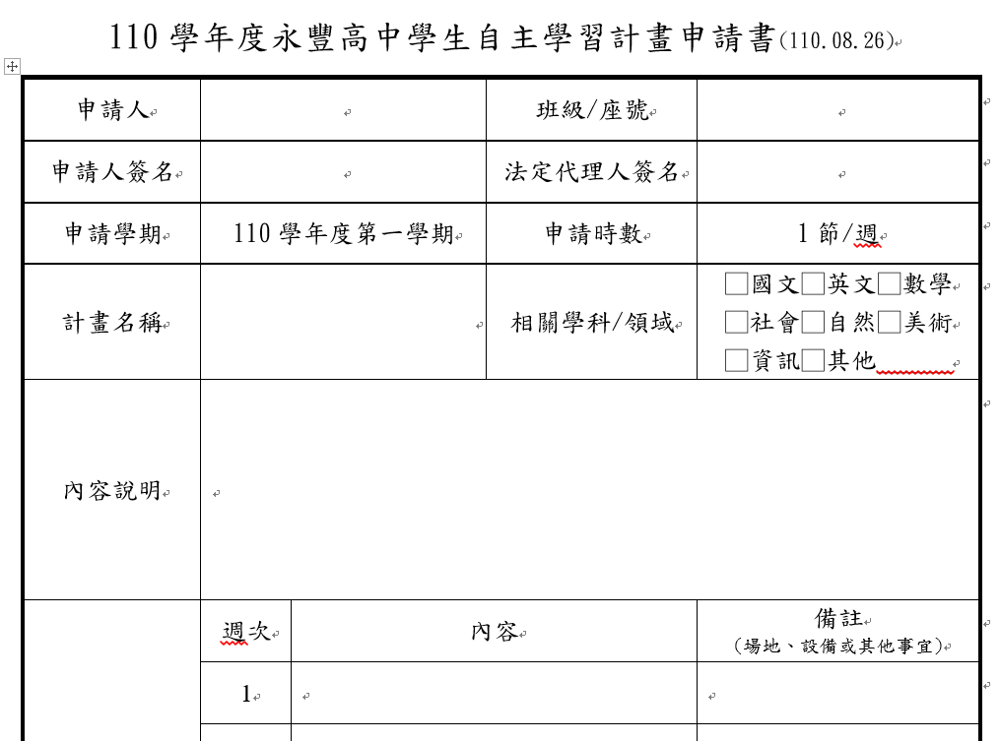 110 學年度永豐高中學生自主學習計畫申請書(110.08.26)
申請人 班級/座號
申請人簽名 法定代理人簽名
申請學期 110 學年度第一學期 申請時數 1 節/週
計畫名稱 相關學科/領域
□國文□英文□數學
□社會□自然□美術
□資訊□其他
內容說明
週次 內容 備註
(場地、設備或其他事宜)
1